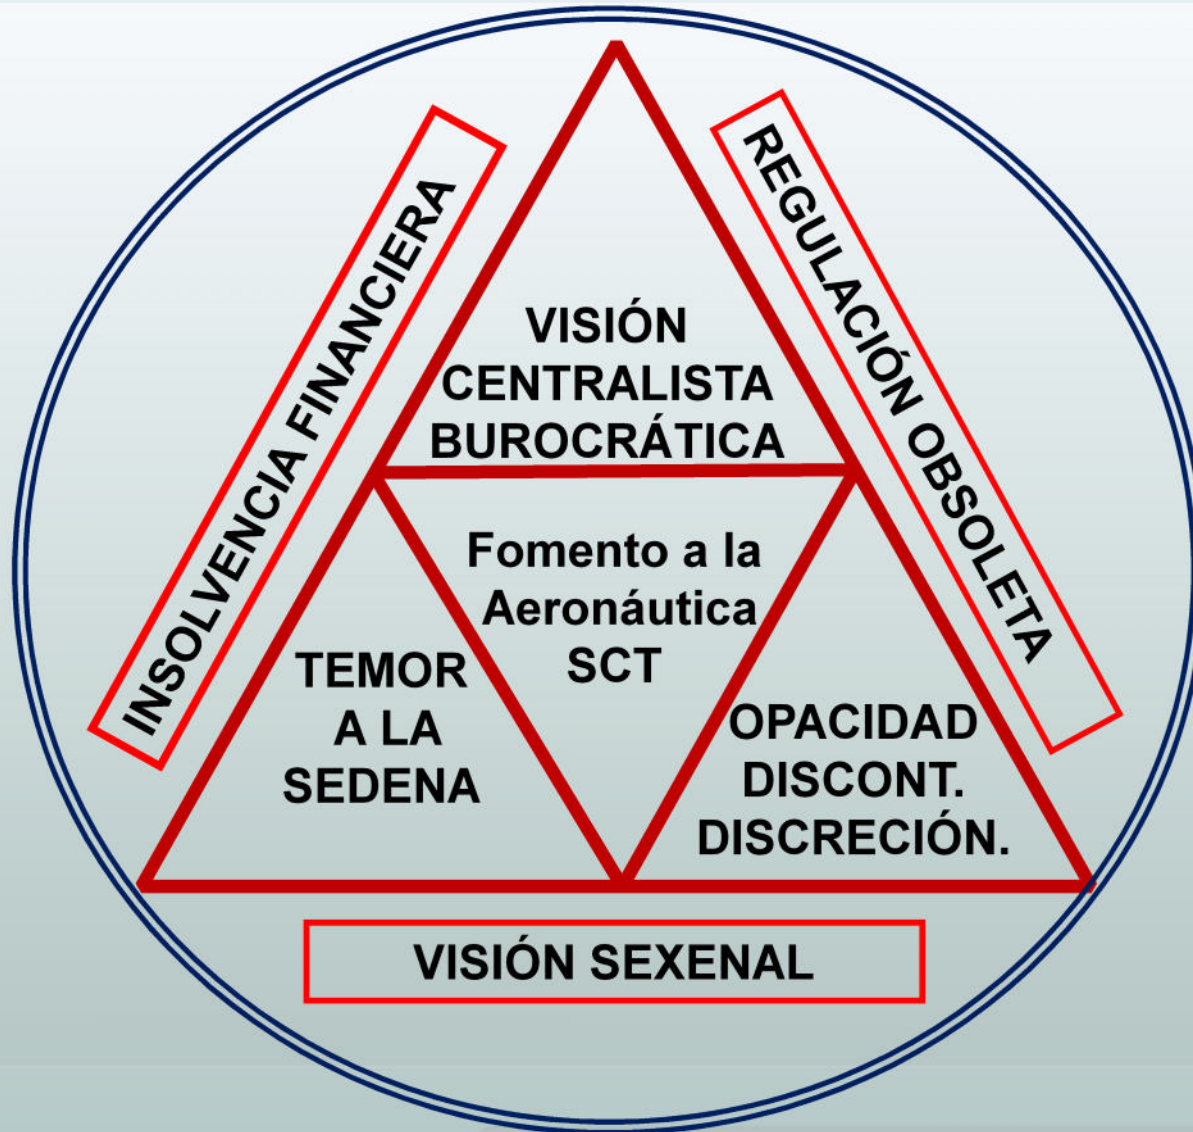 INSOLVENCIA FINANCIERA
REGULACIÓN OBSOLETA
VISIÓN
CENTRALISTA
BUROCRÁTICA
Fomento a la
Aeronáutica
SCT
TEMOR
A LA
SEDENA
OPACIDAD
DISCONT.
DISCRECIÓN.
VISIÓN SEXENAL